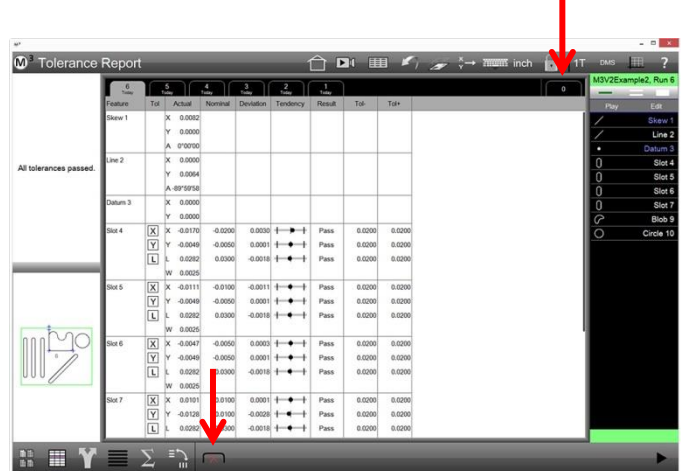 M³ Tolerance Report
inch
1T
DMS
?
6 Today
5 Today
4 Today
3 Today
2 Today
1 Today
0
M3V2Example2, Run 6
Play Edit
Skew 1
Line 2
Datum 3
Slot 4
Slot 5
Slot 6
Slot 7
Blob 9
Circle 10
All tolerances passed.
0
Feature Tol Actual Nominal Deviation Tendency Result Tol- Tol+
Skew 1 X 0.0082
Y 0.0000
A 0°00'00
Line 2 X 0.0000
Y 0.0064
A -89°59'58
Datum 3 X 0.0000
Y 0.0000
Slot 4 X X -0.0170 -0.0200 0.0030 Pass 0.0200 0.0200
Y Y -0.0049 -0.0050 0.0001 Pass 0.0200 0.0200
L L 0.0282 0.0300 -0.0018 Pass 0.0200 0.0200
W 0.0025
Slot 5 X X -0.0111 -0.0100 -0.0011 Pass 0.0200 0.0200
Y Y -0.0049 -0.0050 0.0001 Pass 0.0200 0.0200
L L 0.0282 0.0300 -0.0018 Pass 0.0200 0.0200
W 0.0025
Slot 6 X X -0.0047 -0.0050 0.0003 Pass 0.0200 0.0200
Y Y -0.0049 -0.0050 0.0001 Pass 0.0200 0.0200
L L 0.0282 0.0300 -0.0018 Pass 0.0200 0.0200
W 0.0025
Slot 7 X X 0.0101 0.0100 0.0001 Pass 0.0200 0.0200
Y Y -0.0128 0.0100 -0.0028 Pass 0.0200 0.0200
L L 0.0282 -0.0018 Pass 0.0200 0.0200